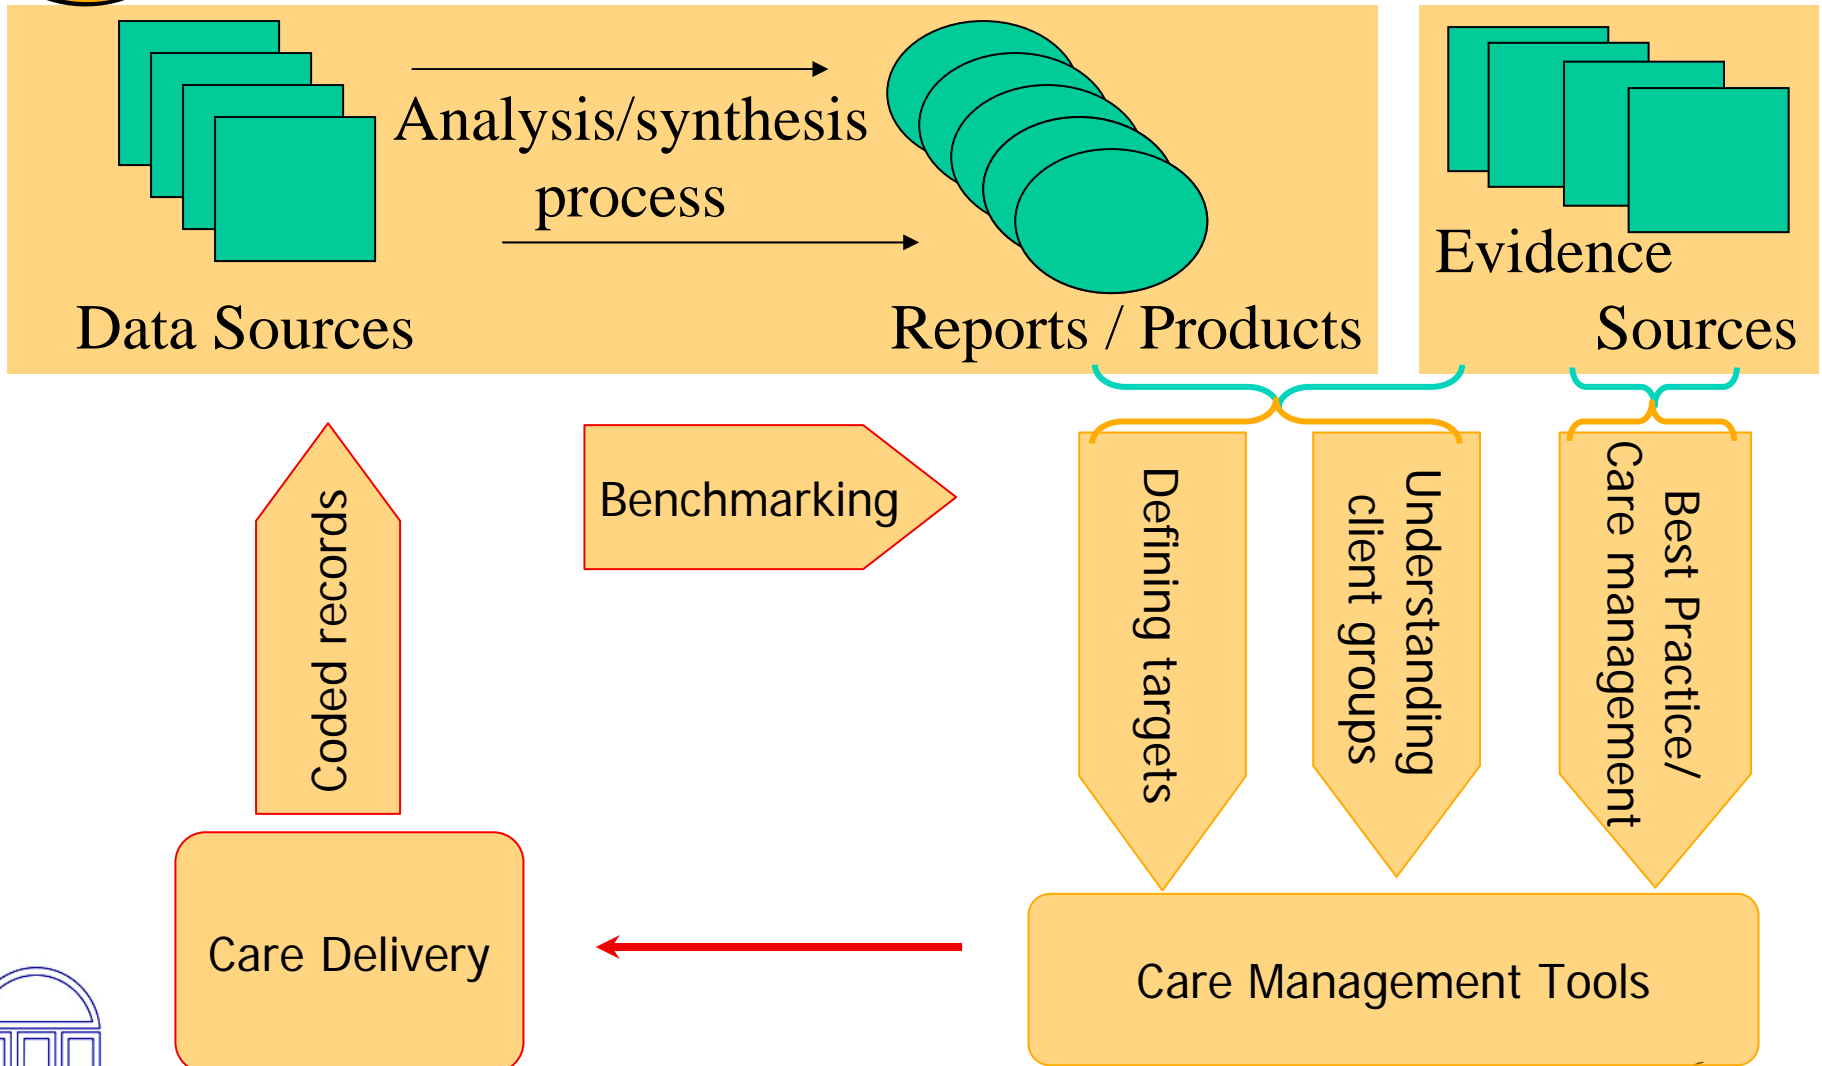 Analysis/synthesis
process
Data Sources
Reports / Products
Evidence
Sources
Coded records
Benchmarking
Defining targets
Understanding
client groups
Best Practice/
Care management
Care Delivery
Care Management Tools